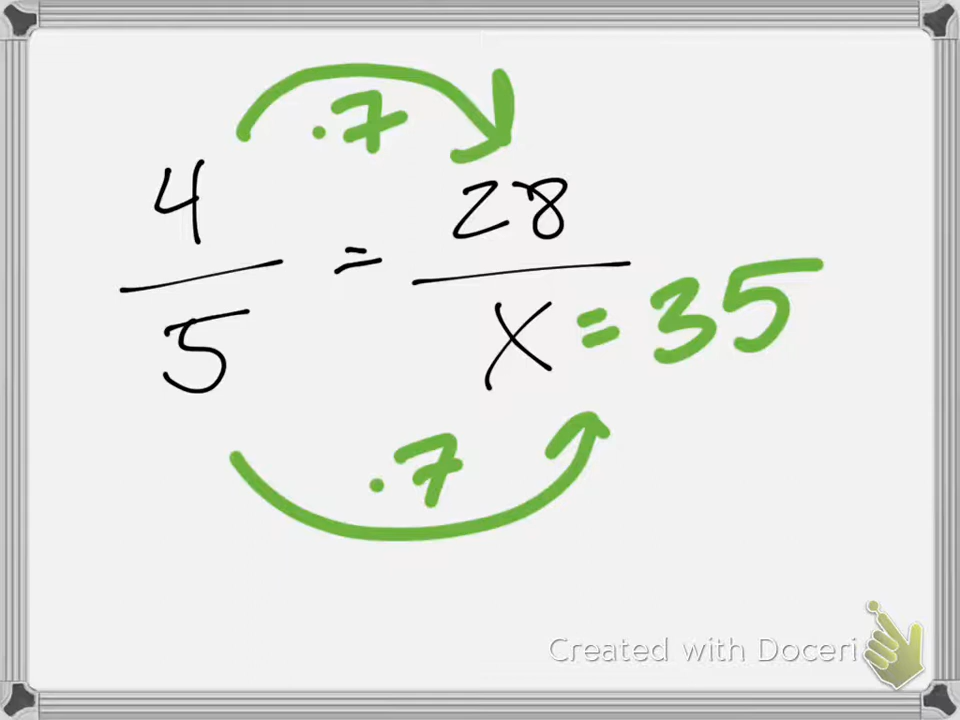 ·7
4/5 = 28/x = 35
·7
Created with Doceri